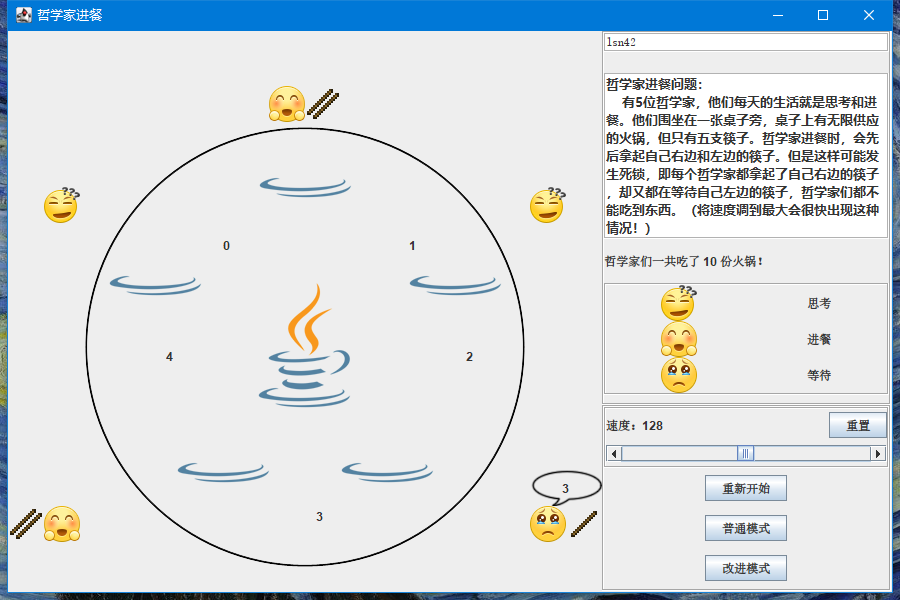 哲学家进餐
lsn42
哲学家进餐问题：
有5位哲学家，他们每天的生活就是思考和进
餐。他们围坐在一张桌子旁，桌子上有无限供应
的火锅，但只有五支筷子。哲学家进餐时，会先
后拿起自己右边和左边的筷子。但是这样可能发
生死锁，即每个哲学家都拿起了自己右边的筷子
，却又都在等待自己左边的筷子，哲学家们都不
能吃到东西。（将速度调到最大会很快出现这种
情况！）
哲学家们一共吃了 10 份火锅！
???
思考
进餐
等待
速度：128
重置
重新开始
普通模式
改进模式
???
???
0
1
4
2
3
3